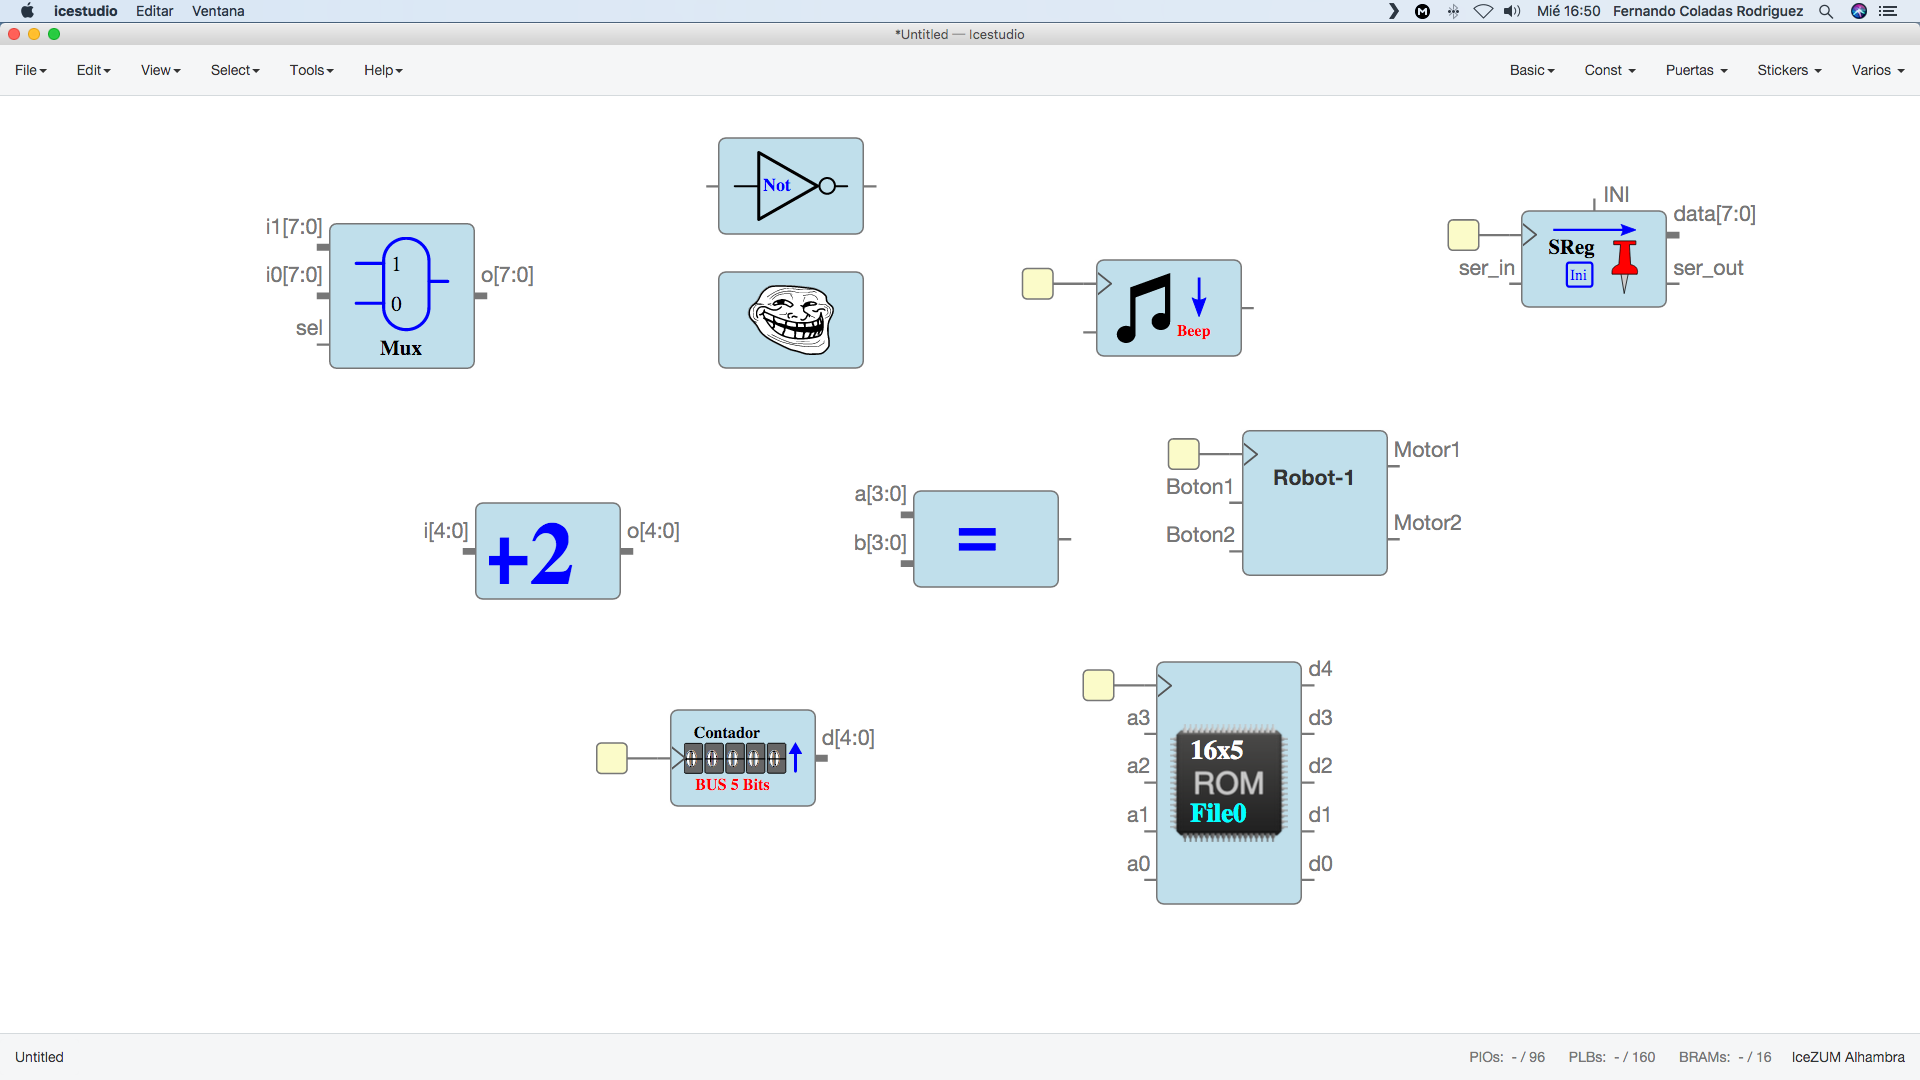 icestudio Editar Ventana
Mié 16:50 Fernando Coladas Rodriguez
*Untitled — Icestudio
File Edit View Select Tools Help
Basic Const Puertas Stickers Varios
i1[7:0]
i0[7:0]
sel
1
0
Mux
o[7:0]
Not
Beep
INI
ser_in
SReg
Ini
data[7:0]
ser_out
i[4:0]
+2
o[4:0]
a[3:0]
b[3:0]
=
Boton1
Boton2
Robot-1
Motor1
Motor2
Contador
0 0 0 0 0
BUS 5 Bits
d[4:0]
a3
a2
a1
a0
16x5
ROM
File0
d4
d3
d2
d1
d0
Untitled
PIOs: - / 96 PLBs: - / 160 BRAMs: - / 16 IceZUM Alhambra